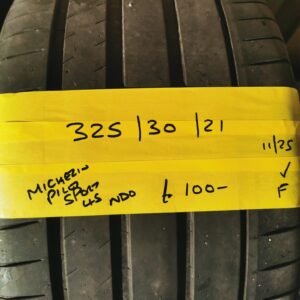 325 / 30 / 21
11/25
MICHELIN
PILOT
SPORT
4S NDO
£ 100-
✓
F